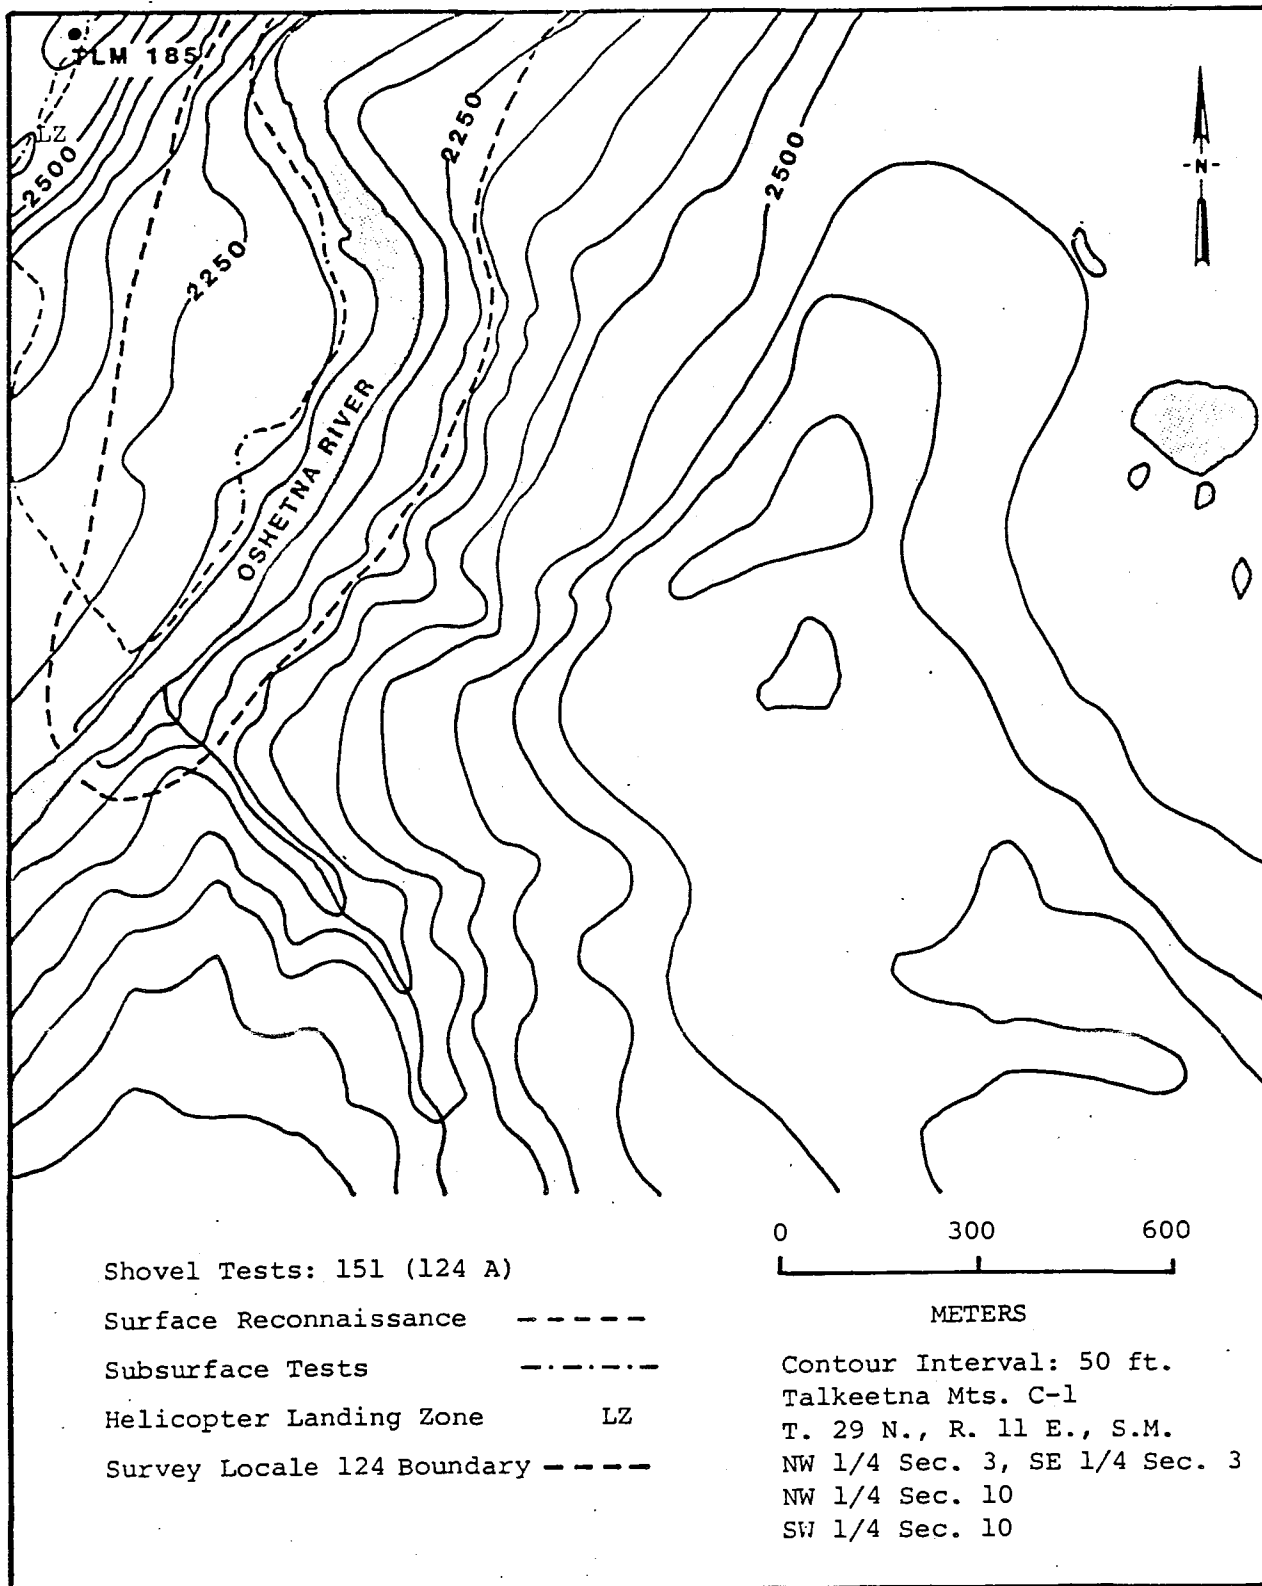 TLM 185
LZ
2500
2250
2250
2500
-N-
OSHETNA RIVER
0 300 600
METERS
Shovel Tests: 151 (124 A)
Surface Reconnaissance
Subsurface Tests
Helicopter Landing Zone LZ
Survey Locale 124 Boundary
Contour Interval: 50 ft.
Talkeetna Mts. C-1
T. 29 N., R. 11 E., S.M.
NW 1/4 Sec. 3, SE 1/4 Sec. 3
NW 1/4 Sec. 10
SW 1/4 Sec. 10